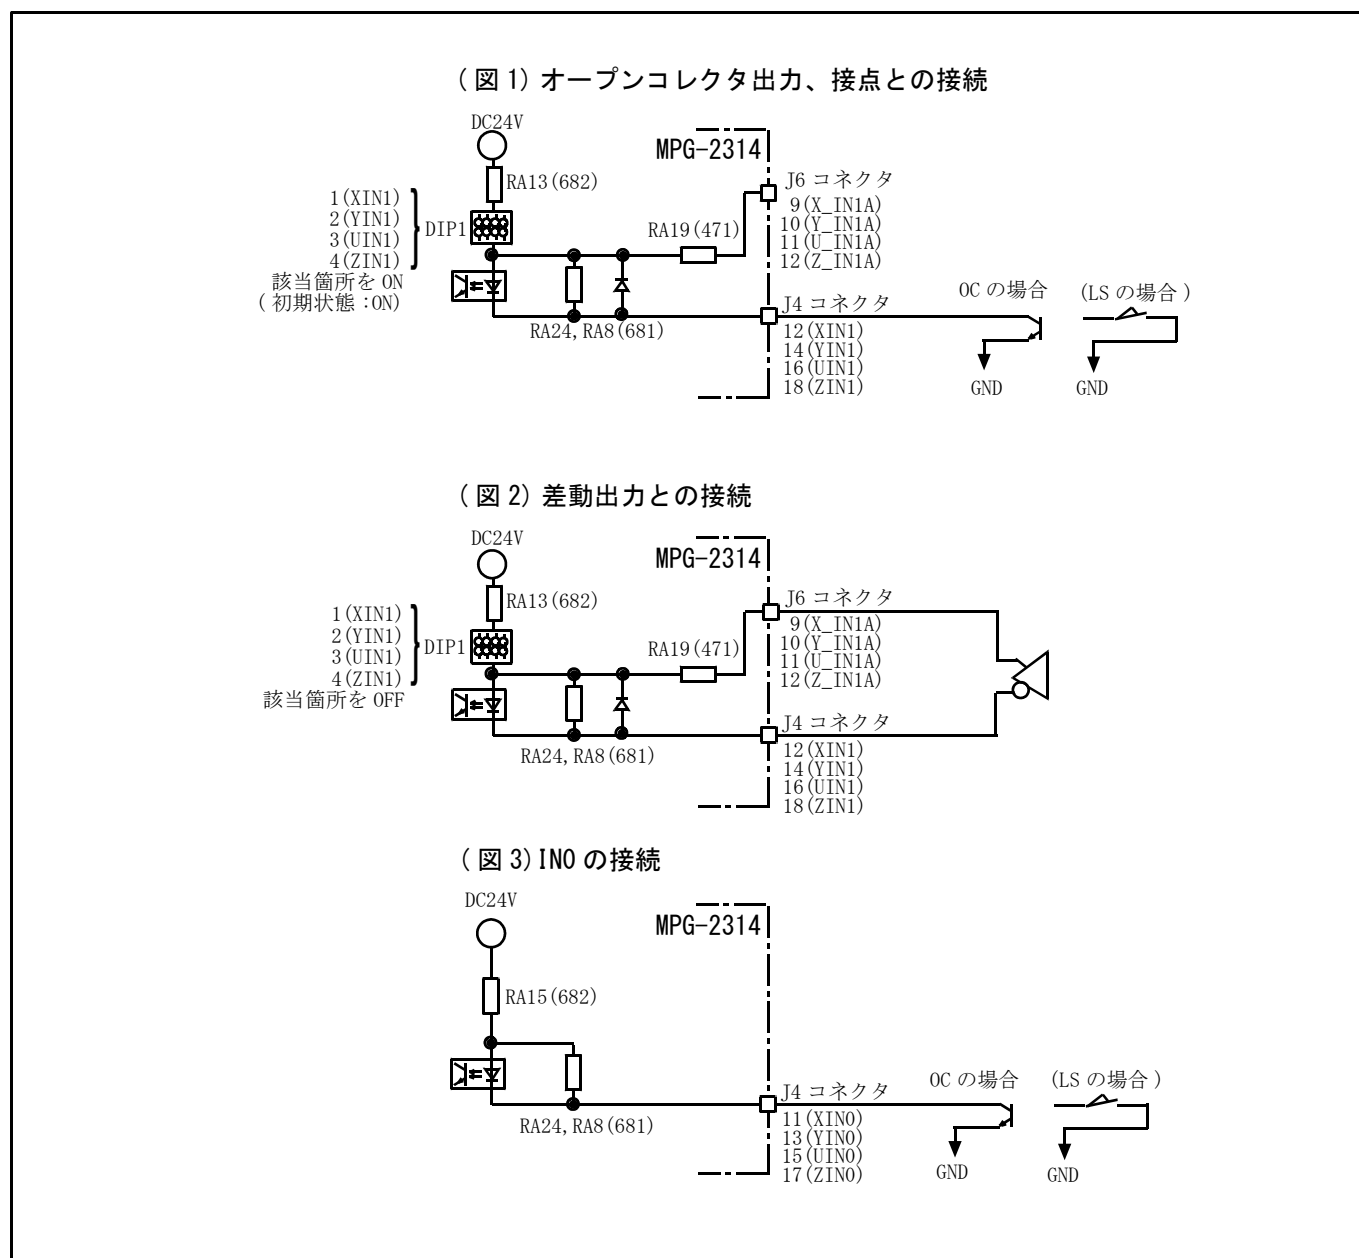 (図1) オープンコレクタ出力、接点との接続
DC24V
MPG-2314
RA13(682)
1(XIN1)
2(YIN1)
3(UIN1)
4(ZIN1)
DIP1
該当箇所を ON
(初期状態:ON)
RA19(471)
J6 コネクタ
9(X_IN1A)
10(Y_IN1A)
11(U_IN1A)
12(Z_IN1A)
RA24,RA8(681)
J4 コネクタ
12(XIN1)
14(YIN1)
16(UIN1)
18(ZIN1)
OC の場合
(LS の場合)
GND
GND
(図2) 差動出力との接続
DC24V
MPG-2314
RA13(682)
1(XIN1)
2(YIN1)
3(UIN1)
4(ZIN1)
DIP1
該当箇所を OFF
RA19(471)
J6 コネクタ
9(X_IN1A)
10(Y_IN1A)
11(U_IN1A)
12(Z_IN1A)
RA24,RA8(681)
J4 コネクタ
12(XIN1)
14(YIN1)
16(UIN1)
18(ZIN1)
(図3)IN0 の接続
DC24V
MPG-2314
RA15(682)
RA24,RA8(681)
J4 コネクタ
11(XIN0)
13(YIN0)
15(UIN0)
17(ZIN0)
OC の場合
(LS の場合)
GND
GND